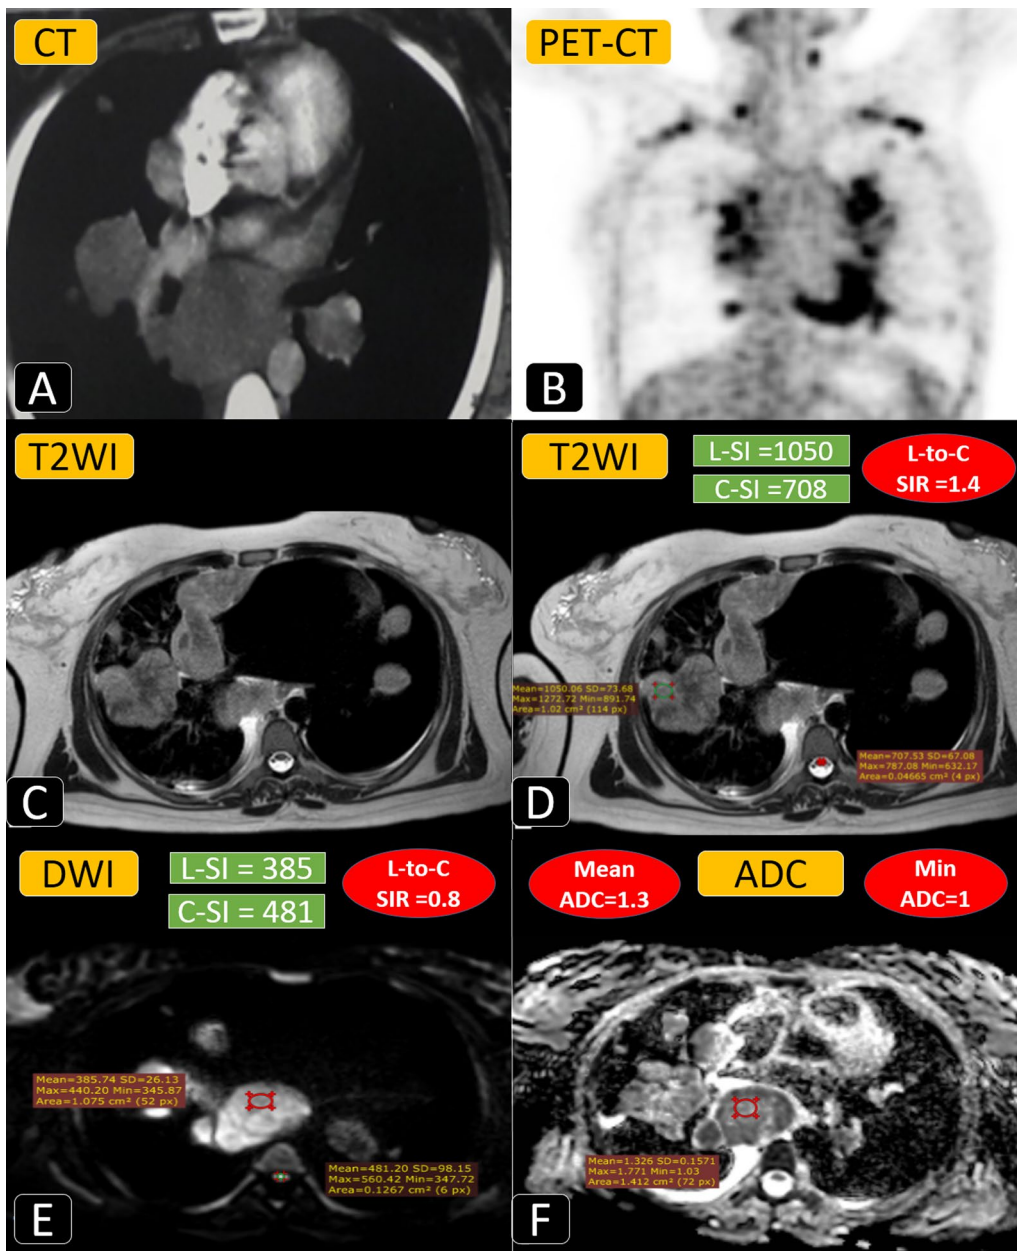 CT
PET-CT
A
B
T2WI
T2WI
L-SI =1050
C-SI =708
L-to-C
SIR =1.4
Mean=1050.06 SD=73.68
Max=1272.72 Min=891.74
Area=1.02 cm² (114 px)
Mean=707.53 SD=67.08
Max=787.08 Min=632.17
Area=0.04665 cm² (4 px)
C
D
DWI
L-SI = 385
C-SI = 481
L-to-C
SIR =0.8
Mean
ADC=1.3
ADC
Min
ADC=1
Mean=385.74 SD=26.13
Max=440.20 Min=345.87
Area=1.075 cm² (52 px)
Mean=481.20 SD=98.15
Max=560.42 Min=347.72
Area=0.1267 cm² (6 px)
Mean=1.326 SD=0.1571
Max=1.771 Min=1.03
Area=1.412 cm² (72 px)
E
F